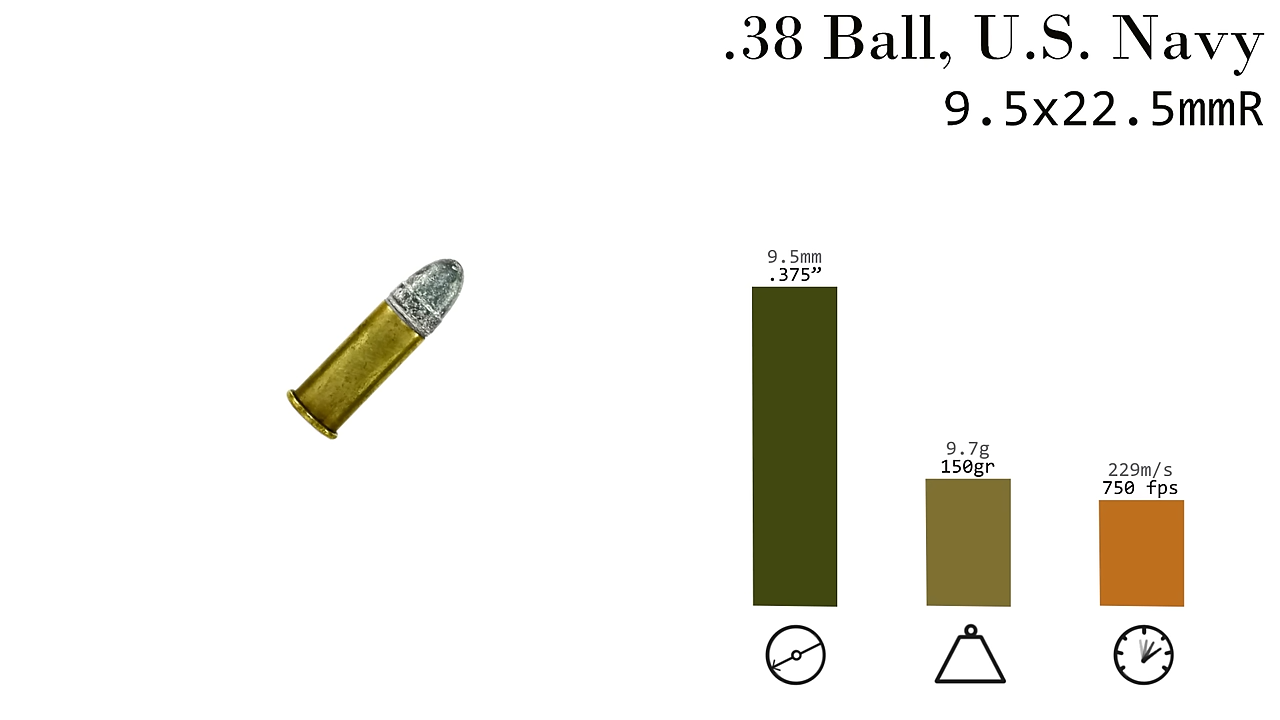 .38 Ball, U.S. Navy
9.5x22.5mmR
9.5mm
.375”
9.7g
150gr
229m/s
750 fps